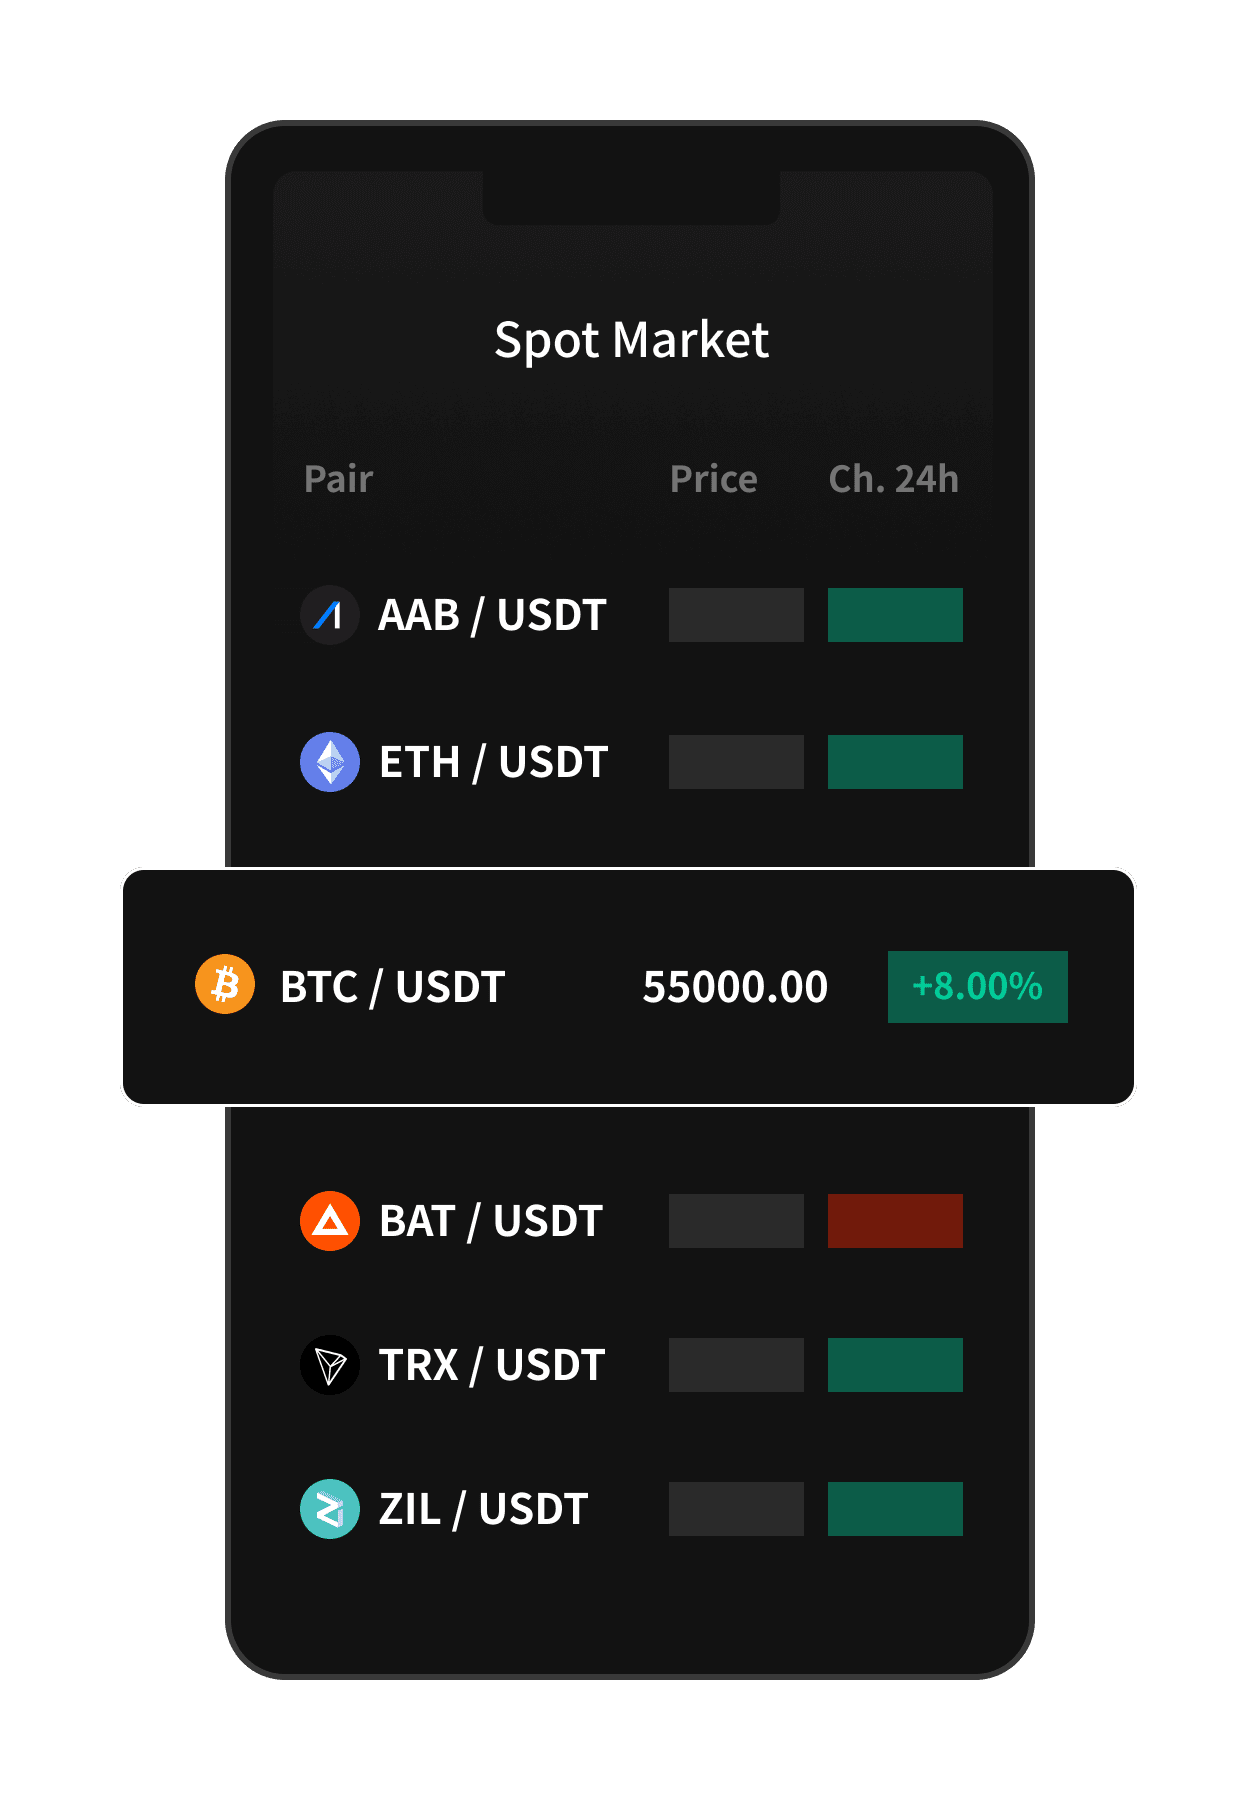 Spot Market
Pair Price Ch. 24h
AAB / USDT
ETH / USDT
BTC / USDT 55000.00 +8.00%
BAT / USDT
TRX / USDT
ZIL / USDT